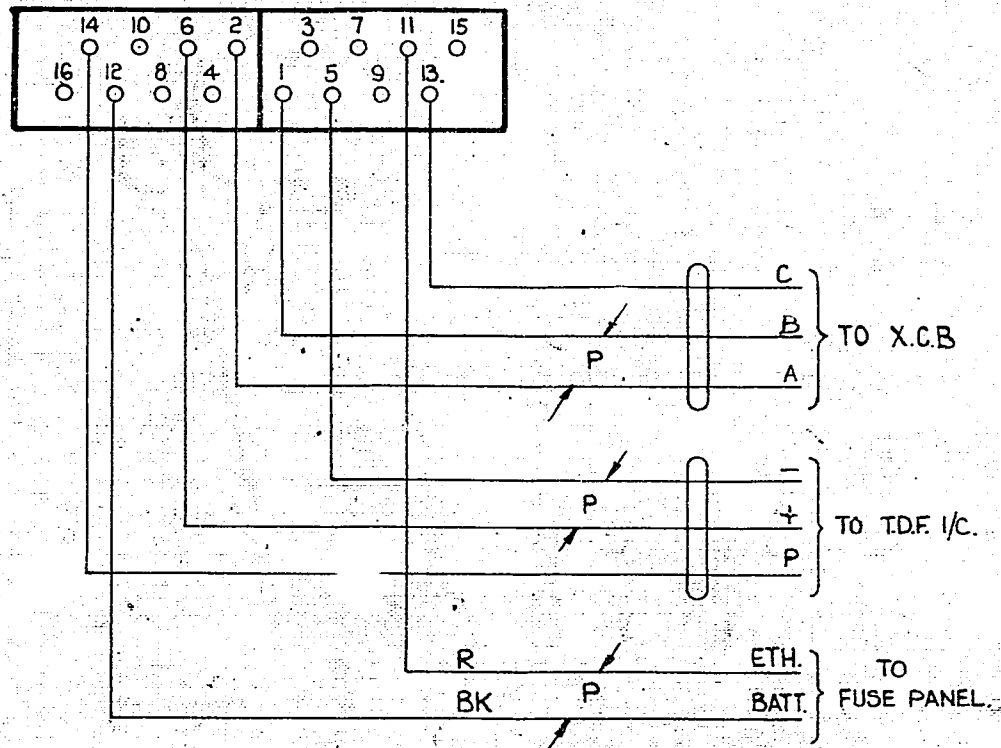 14 10 6 2 3 7 11 15
16 12 8 4 1 5 9 13.
C
B
P
A
TO X.C.B
-
P
+
P
TO T.D.F. I/C.
R
ETH.
P
BK
BATT.
TO
FUSE PANEL.